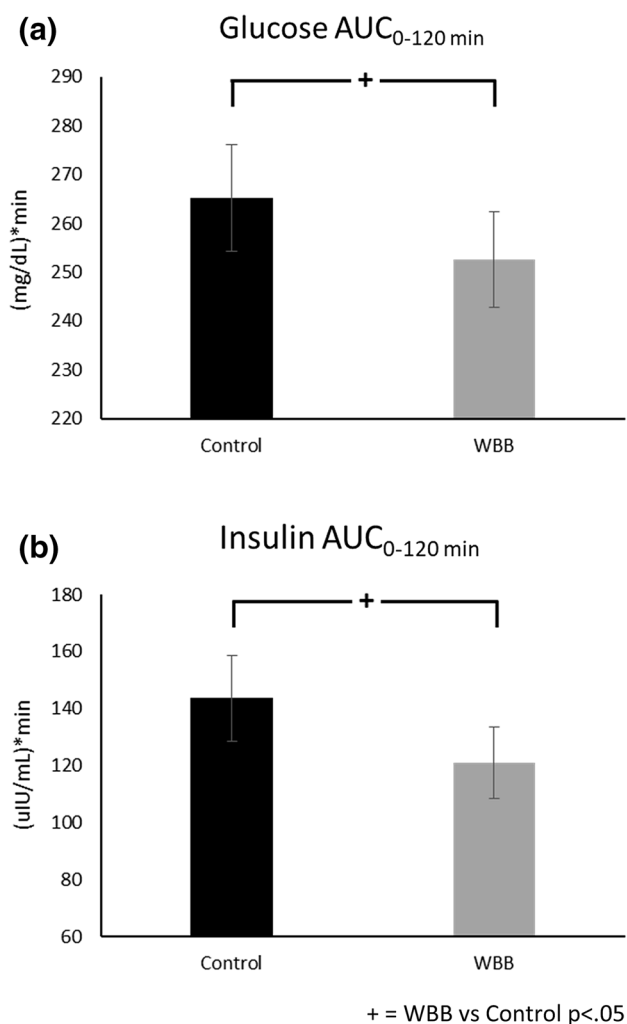 (a)
Glucose AUC0-120 min
290
280
270
260
250
240
230
220
(mg/dL)*min
+
Control WBB
(b)
Insulin AUC0-120 min
180
160
140
120
100
80
60
(uIU/mL)*min
+
Control WBB
+ = WBB vs Control p<.05